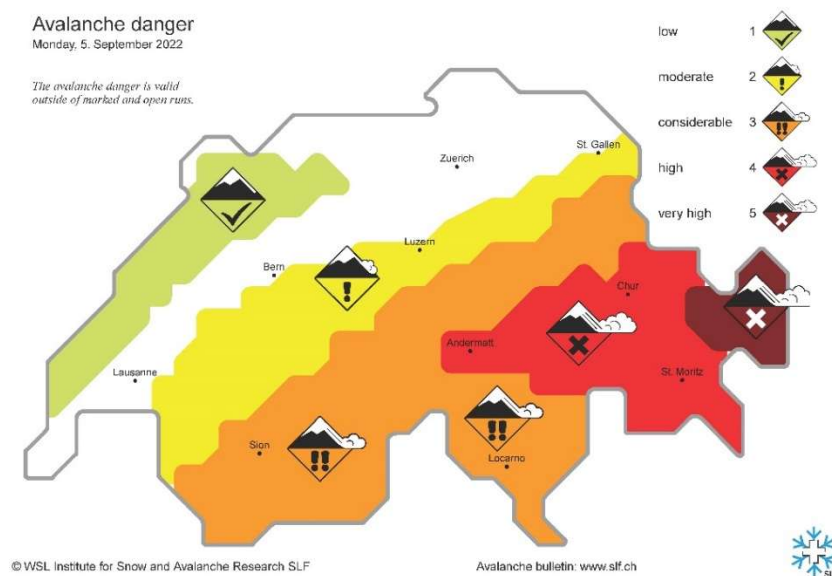 Avalanche danger
Monday, 5. September 2022
The avalanche danger is valid
outside of marked and open runs.
low 1
moderate 2
considerable 3
high 4
very high 5
St. Gallen
Zuerich
Luzern
Bern
Chur
Andermatt
Lausanne
St. Moritz
Sion
Locarno
© WSL Institute for Snow and Avalanche Research SLF
Avalanche bulletin: www.slf.ch